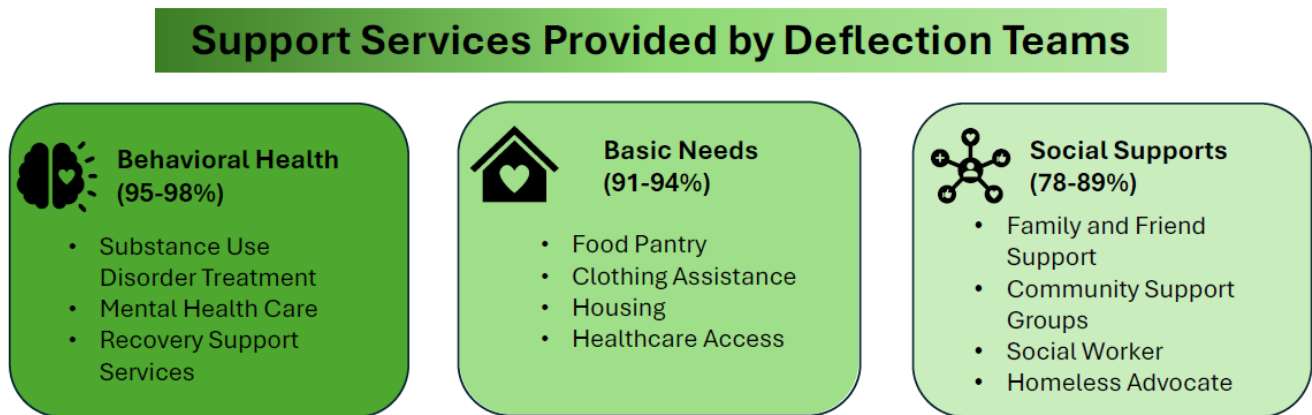 Support Services Provided by Deflection Teams
Behavioral Health
(95-98%)
• Substance Use
Disorder Treatment
• Mental Health Care
• Recovery Support
Services
Basic Needs
(91-94%)
• Food Pantry
• Clothing Assistance
• Housing
• Healthcare Access
Social Supports
(78-89%)
• Family and Friend
Support
• Community Support
Groups
• Social Worker
• Homeless Advocate